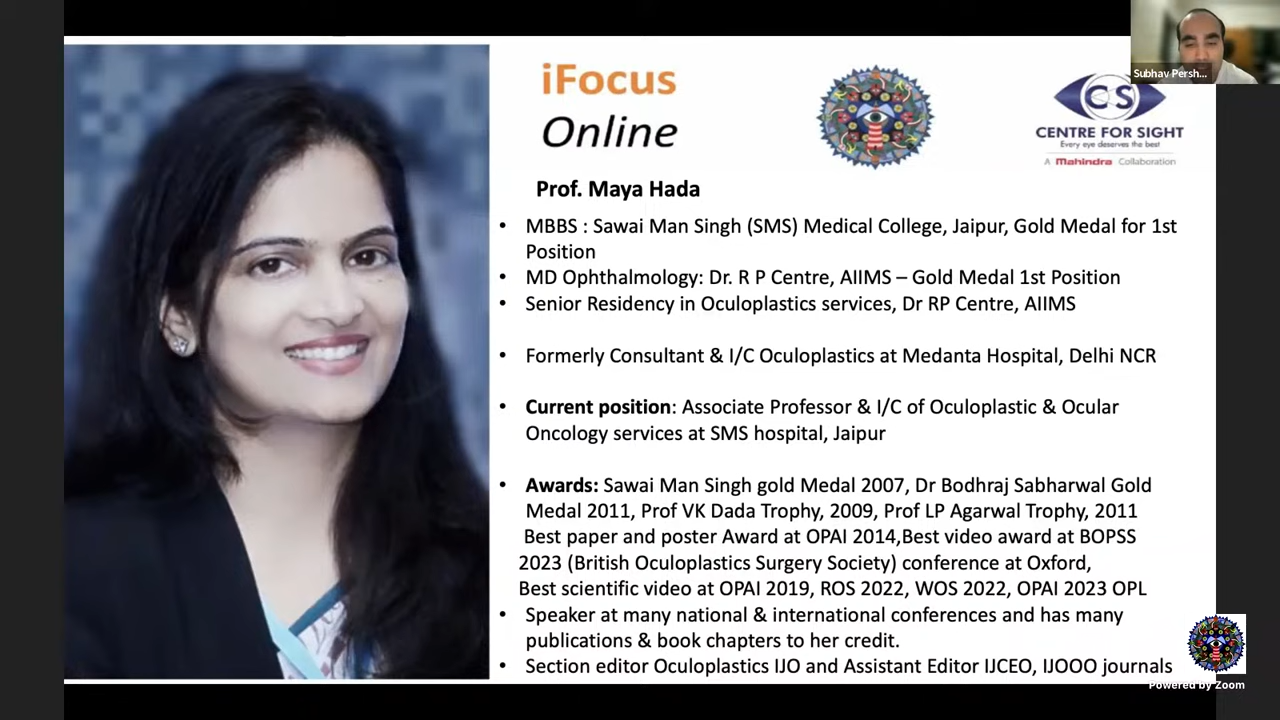 iFocus
Online
Subhav Persh...
CS
CENTRE FOR SIGHT
Every eye deserves the best
A Mahindra Collaboration
Prof. Maya Hada
• MBBS : Sawai Man Singh (SMS) Medical College, Jaipur, Gold Medal for 1st
Position
• MD Ophthalmology: Dr. R P Centre, AIIMS – Gold Medal 1st Position
• Senior Residency in Oculoplastics services, Dr RP Centre, AIIMS
• Formerly Consultant & I/C Oculoplastics at Medanta Hospital, Delhi NCR
• Current position: Associate Professor & I/C of Oculoplastic & Ocular
Oncology services at SMS hospital, Jaipur
• Awards: Sawai Man Singh gold Medal 2007, Dr Bodhraj Sabharwal Gold
Medal 2011, Prof VK Dada Trophy, 2009, Prof LP Agarwal Trophy, 2011
Best paper and poster Award at OPAI 2014,Best video award at BOPSS
2023 (British Oculoplastics Surgery Society) conference at Oxford,
Best scientific video at OPAI 2019, ROS 2022, WOS 2022, OPAI 2023 OPL
• Speaker at many national & international conferences and has many
publications & book chapters to her credit.
• Section editor Oculoplastics IJO and Assistant Editor IJCEO, IJOOO journals
Powered by Zoom